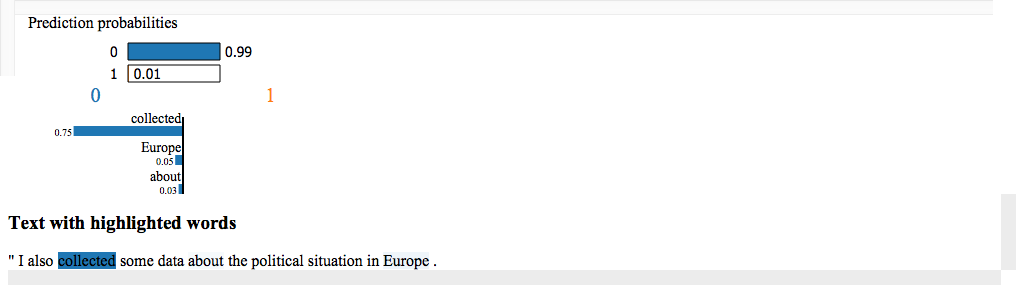 Prediction probabilities
0 0.99
1 0.01
0 1
collected
0.75
Europe
0.05
about
0.03
Text with highlighted words
" I also collected some data about the political situation in Europe .